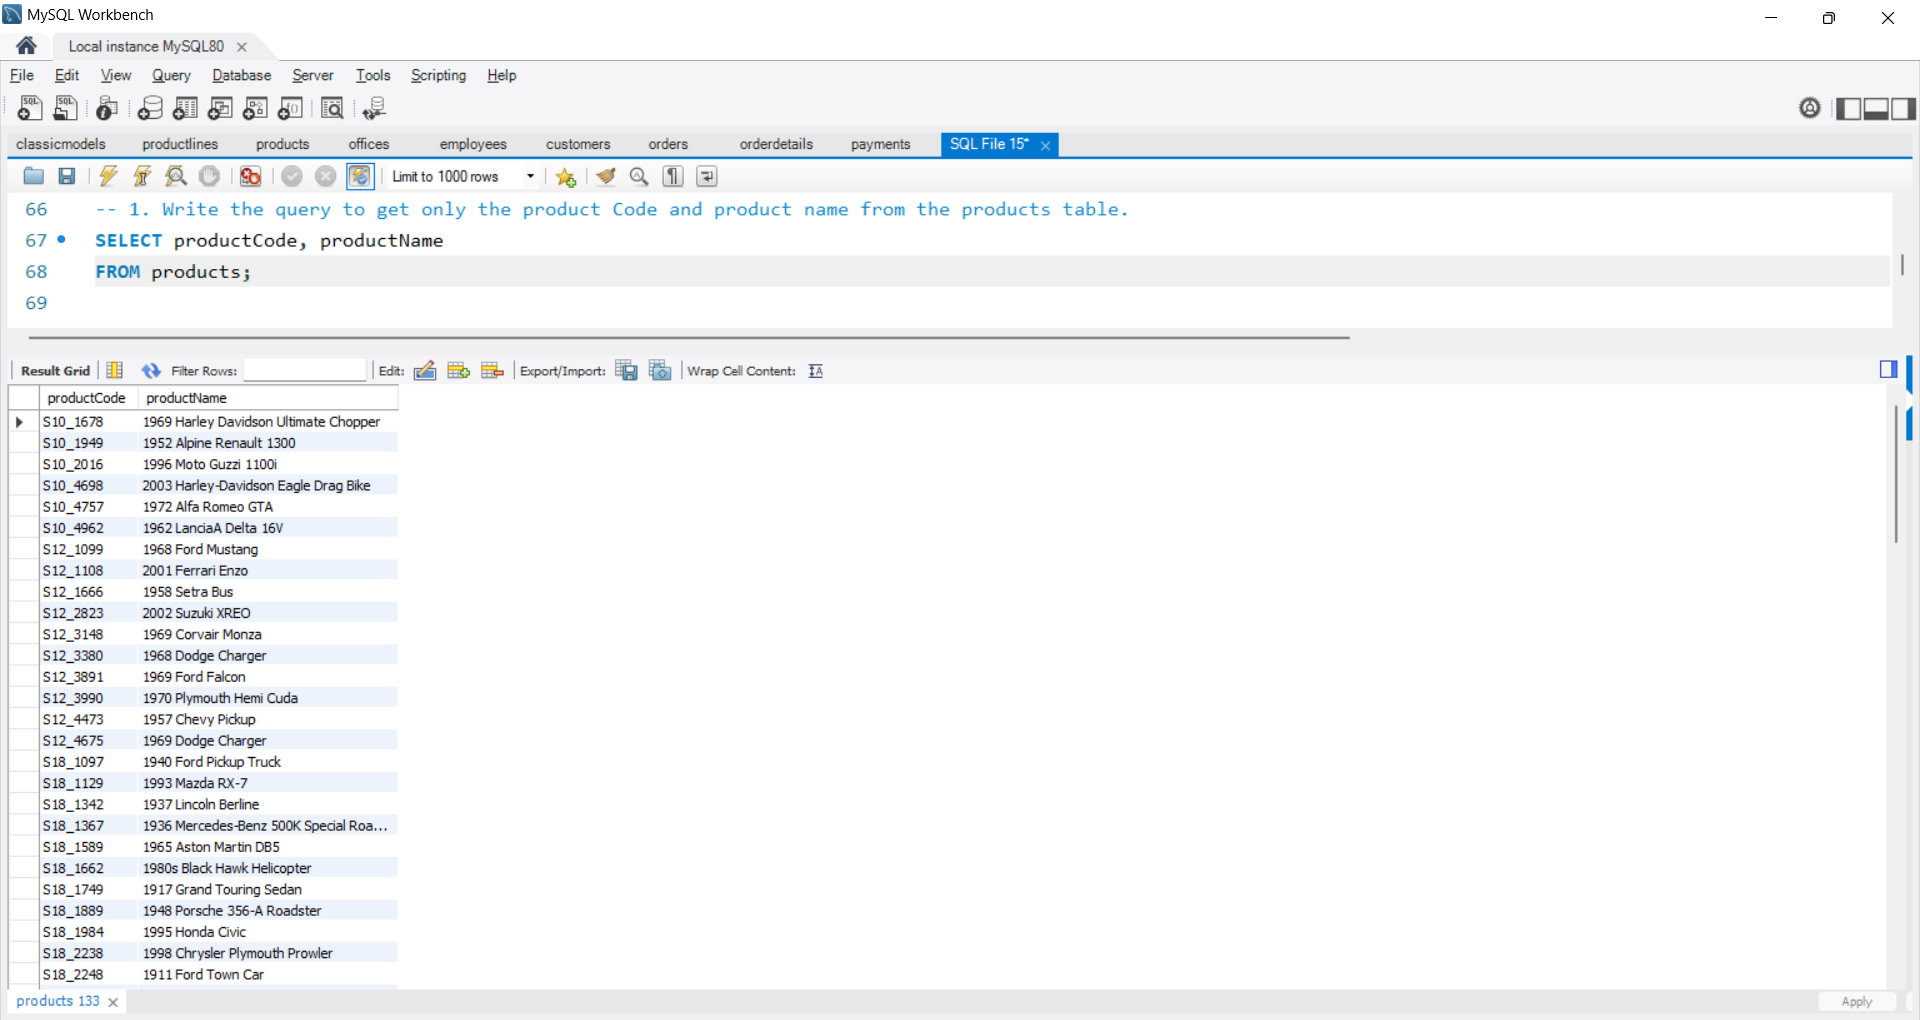 MySQL Workbench
Local instance MySQL80
File Edit View Query Database Server Tools Scripting Help
classicmodels productlines products offices employees customers orders orderdetails payments SQL File 15*
Limit to 1000 rows
66 -- 1. Write the query to get only the product Code and product name from the products table.
67 SELECT productCode, productName
68 FROM products;
69
Result Grid Filter Rows: Edit: Export/Import: Wrap Cell Content:
productCode productName
S10_1678 1969 Harley Davidson Ultimate Chopper
S10_1949 1952 Alpine Renault 1300
S10_2016 1996 Moto Guzzi 1100i
S10_4698 2003 Harley-Davidson Eagle Drag Bike
S10_4757 1972 Alfa Romeo GTA
S10_4962 1962 LanciaA Delta 16V
S12_1099 1968 Ford Mustang
S12_1108 2001 Ferrari Enzo
S12_1666 1958 Setra Bus
S12_2823 2002 Suzuki XREO
S12_3148 1969 Corvair Monza
S12_3380 1968 Dodge Charger
S12_3891 1969 Ford Falcon
S12_3990 1970 Plymouth Hemi Cuda
S12_4473 1957 Chevy Pickup
S12_4675 1969 Dodge Charger
S18_1097 1940 Ford Pickup Truck
S18_1129 1993 Mazda RX-7
S18_1342 1937 Lincoln Berline
S18_1367 1936 Mercedes-Benz 500K Special Roa...
S18_1589 1965 Aston Martin DB5
S18_1662 1980s Black Hawk Helicopter
S18_1749 1917 Grand Touring Sedan
S18_1889 1948 Porsche 356-A Roadster
S18_1984 1995 Honda Civic
S18_2238 1998 Chrysler Plymouth Prowler
S18_2248 1911 Ford Town Car
products 133 Apply